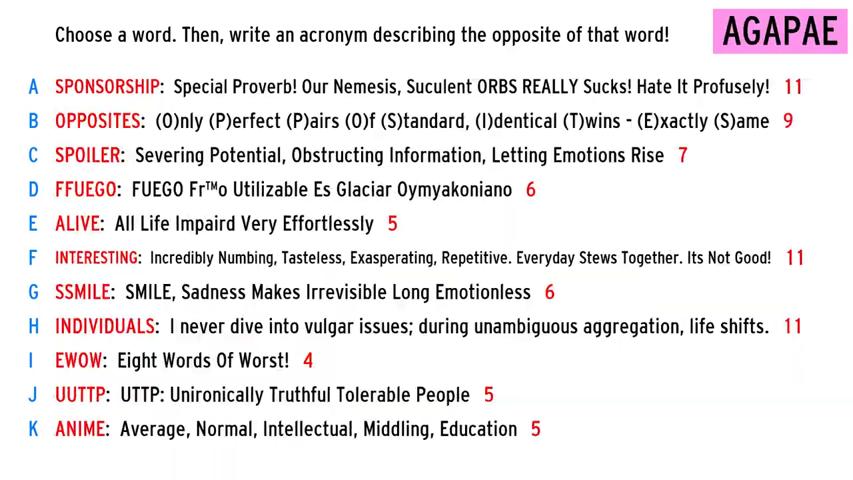 Choose a word. Then, write an acronym describing the opposite of that word!
AGAPAE
A SPONSORSHIP: Special Proverb! Our Nemesis, Suculent ORBS REALLY Sucks! Hate It Profusely! 11
B OPPOSITES: (O)nly (P)erfect (P)airs (O)f (S)tandard, (I)dentical (T)wins - (E)xactly (S)ame 9
C SPOILER: Severing Potential, Obstructing Information, Letting Emotions Rise 7
D FFUEGO: FUEGO Fr™o Utilizable Es Glaciar Oymyakoniano 6
E ALIVE: All Life Impaird Very Effortlessly 5
F INTERESTING: Incredibly Numbing, Tasteless, Exasperating, Repetitive. Everyday Stews Together. Its Not Good! 11
G SSMILE: SMILE, Sadness Makes Irrevisible Long Emotionless 6
H INDIVIDUALS: I never dive into vulgar issues; during unambiguous aggregation, life shifts. 11
I EWOW: Eight Words Of Worst! 4
J UUTTP: UTTP: Unironically Truthful Tolerable People 5
K ANIME: Average, Normal, Intellectual, Middling, Education 5